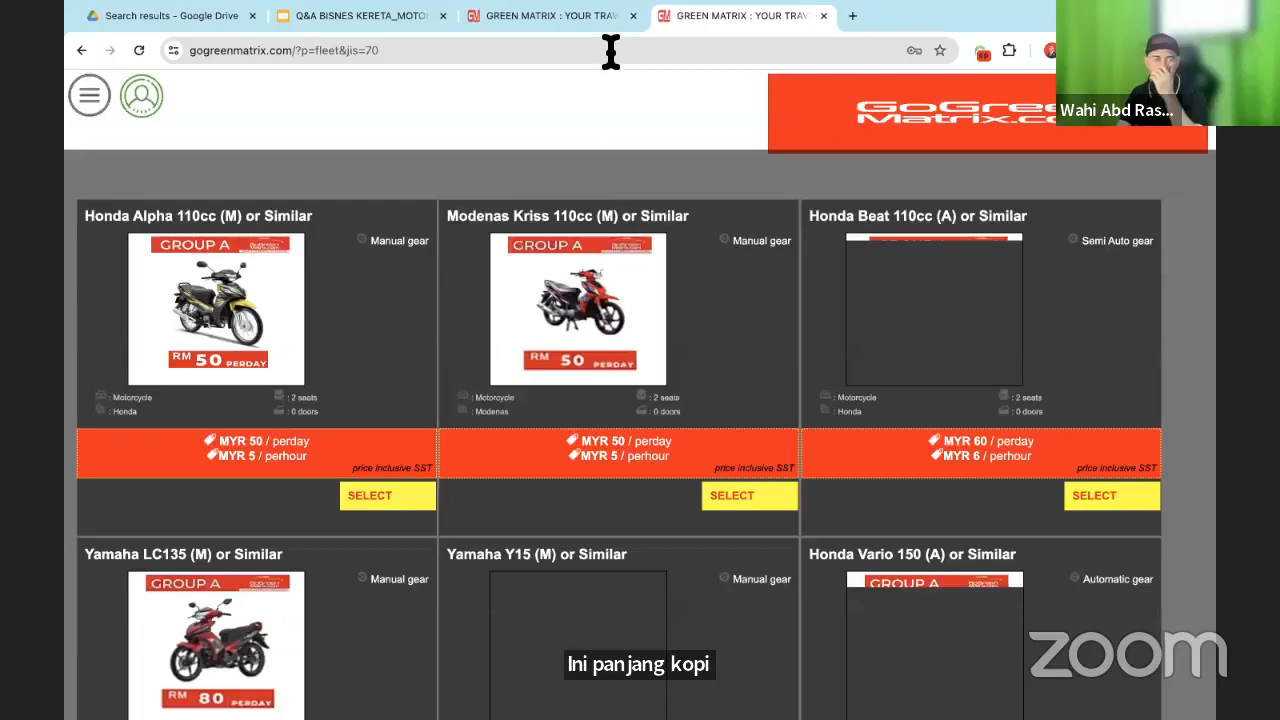 Search results - Google Drive
Q&A BISNES KERETA_MOTO
GREEN MATRIX : YOUR TRAV
GREEN MATRIX : YOUR TRAV
gogreenmatrix.com/?p=fleet&jis=70
Wahi Abd Ras...
GoGree
Matrix.co
Honda Alpha 110cc (M) or Similar
Manual gear
GROUP A
RM 50 PERDAY
: Motorcycle
: 2 seats
: Honda
: 0 doors
MYR 50 / perday
MYR 5 / perhour
price inclusive SST
SELECT
Modenas Kriss 110cc (M) or Similar
Manual gear
GROUP A
RM 50 PERDAY
: Motorcycle
: 2 seats
: Modenas
: 0 doors
MYR 50 / perday
MYR 5 / perhour
price inclusive SST
SELECT
Honda Beat 110cc (A) or Similar
Semi Auto gear
: Motorcycle
: 2 seats
: Honda
: 0 doors
MYR 60 / perday
MYR 6 / perhour
price inclusive SST
SELECT
Yamaha LC135 (M) or Similar
Manual gear
GROUP A
RM 80 PERDAY
Yamaha Y15 (M) or Similar
Manual gear
Honda Vario 150 (A) or Similar
Automatic gear
GROUP A
Ini panjang kopi
zoom